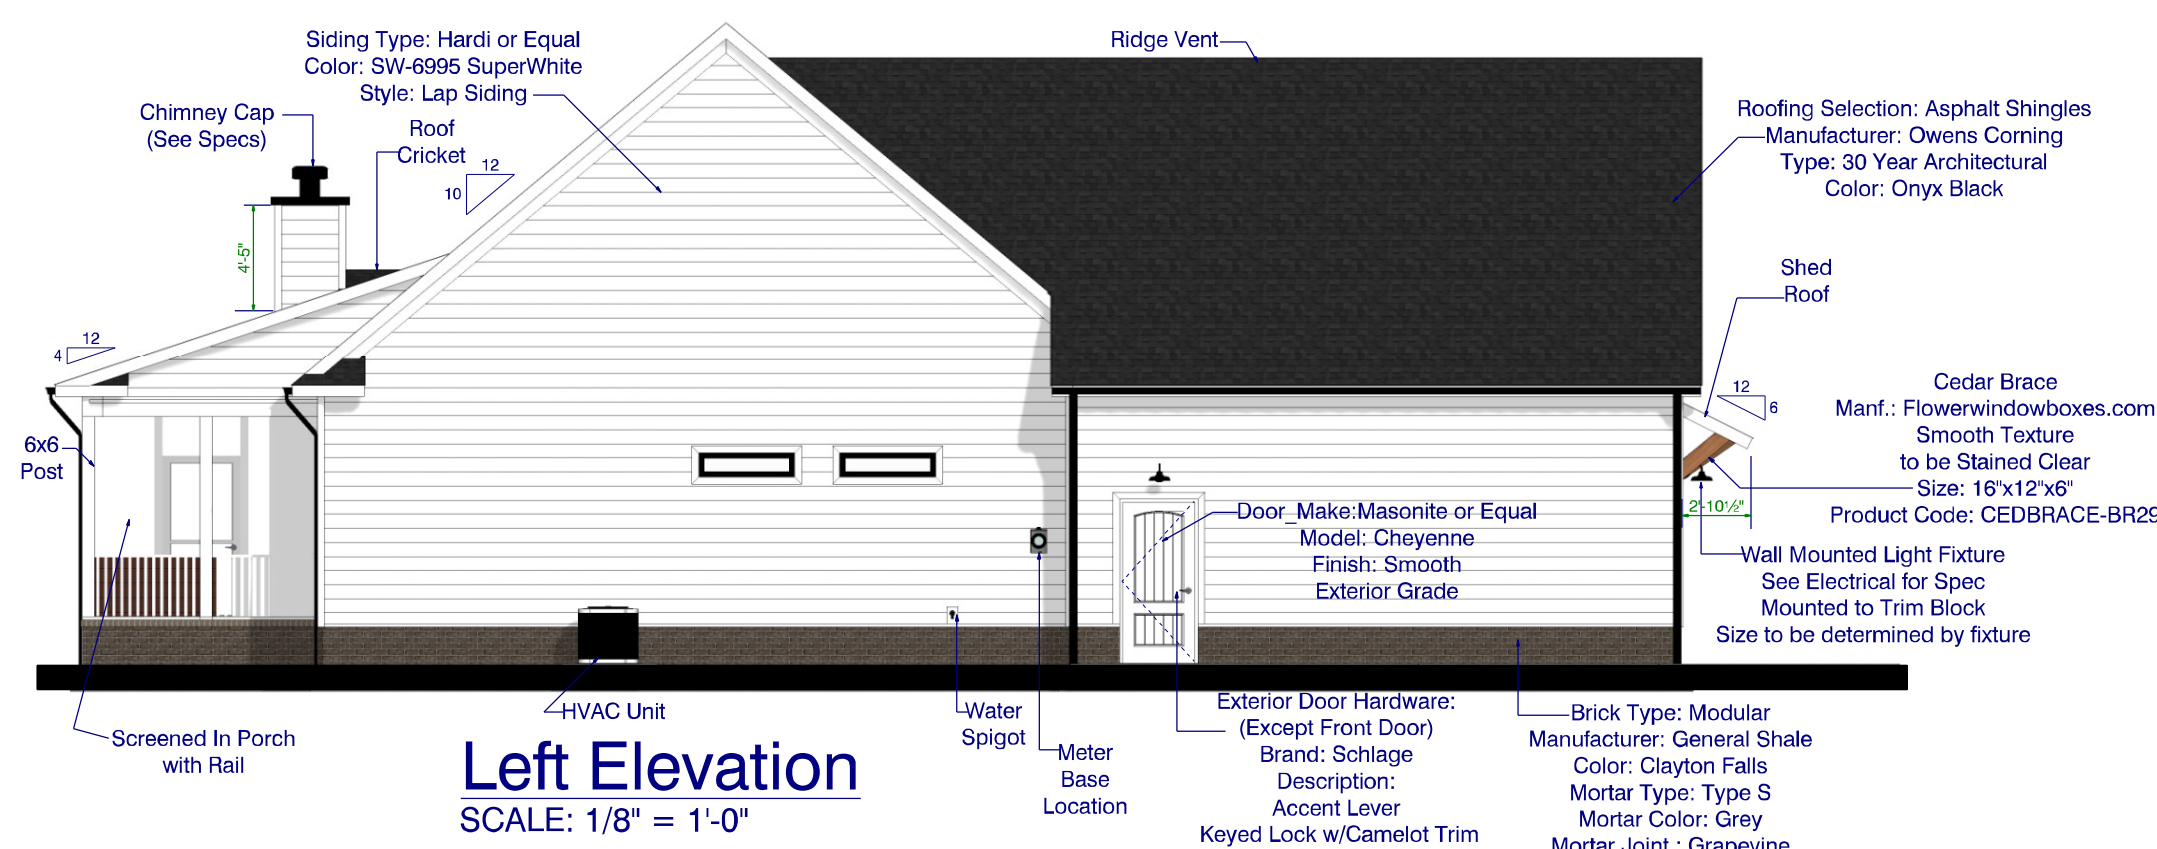 Siding Type: Hardi or Equal
Color: SW-6995 SuperWhite
Style: Lap Siding
Ridge Vent
Chimney Cap
(See Specs)
Roof
Cricket
12
10
4'-5"
12
4
Roofing Selection: Asphalt Shingles
Manufacturer: Owens Corning
Type: 30 Year Architectural
Color: Onyx Black
Shed
Roof
12
6
Cedar Brace
Manf.: Flowerwindowboxes.com
Smooth Texture
to be Stained Clear
Size: 16"x12"x6"
Product Code: CEDBRACE-BR29
2'-10½"
6x6
Post
Door_Make:Masonite or Equal
Model: Cheyenne
Finish: Smooth
Exterior Grade
Wall Mounted Light Fixture
See Electrical for Spec
Mounted to Trim Block
Size to be determined by fixture
Screened In Porch
with Rail
HVAC Unit
Water
Spigot
Meter
Base
Location
Exterior Door Hardware:
(Except Front Door)
Brand: Schlage
Description:
Accent Lever
Keyed Lock w/Camelot Trim
Brick Type: Modular
Manufacturer: General Shale
Color: Clayton Falls
Mortar Type: Type S
Mortar Color: Grey
Mortar Joint : Grapevine
Left Elevation
SCALE: 1/8" = 1'-0"